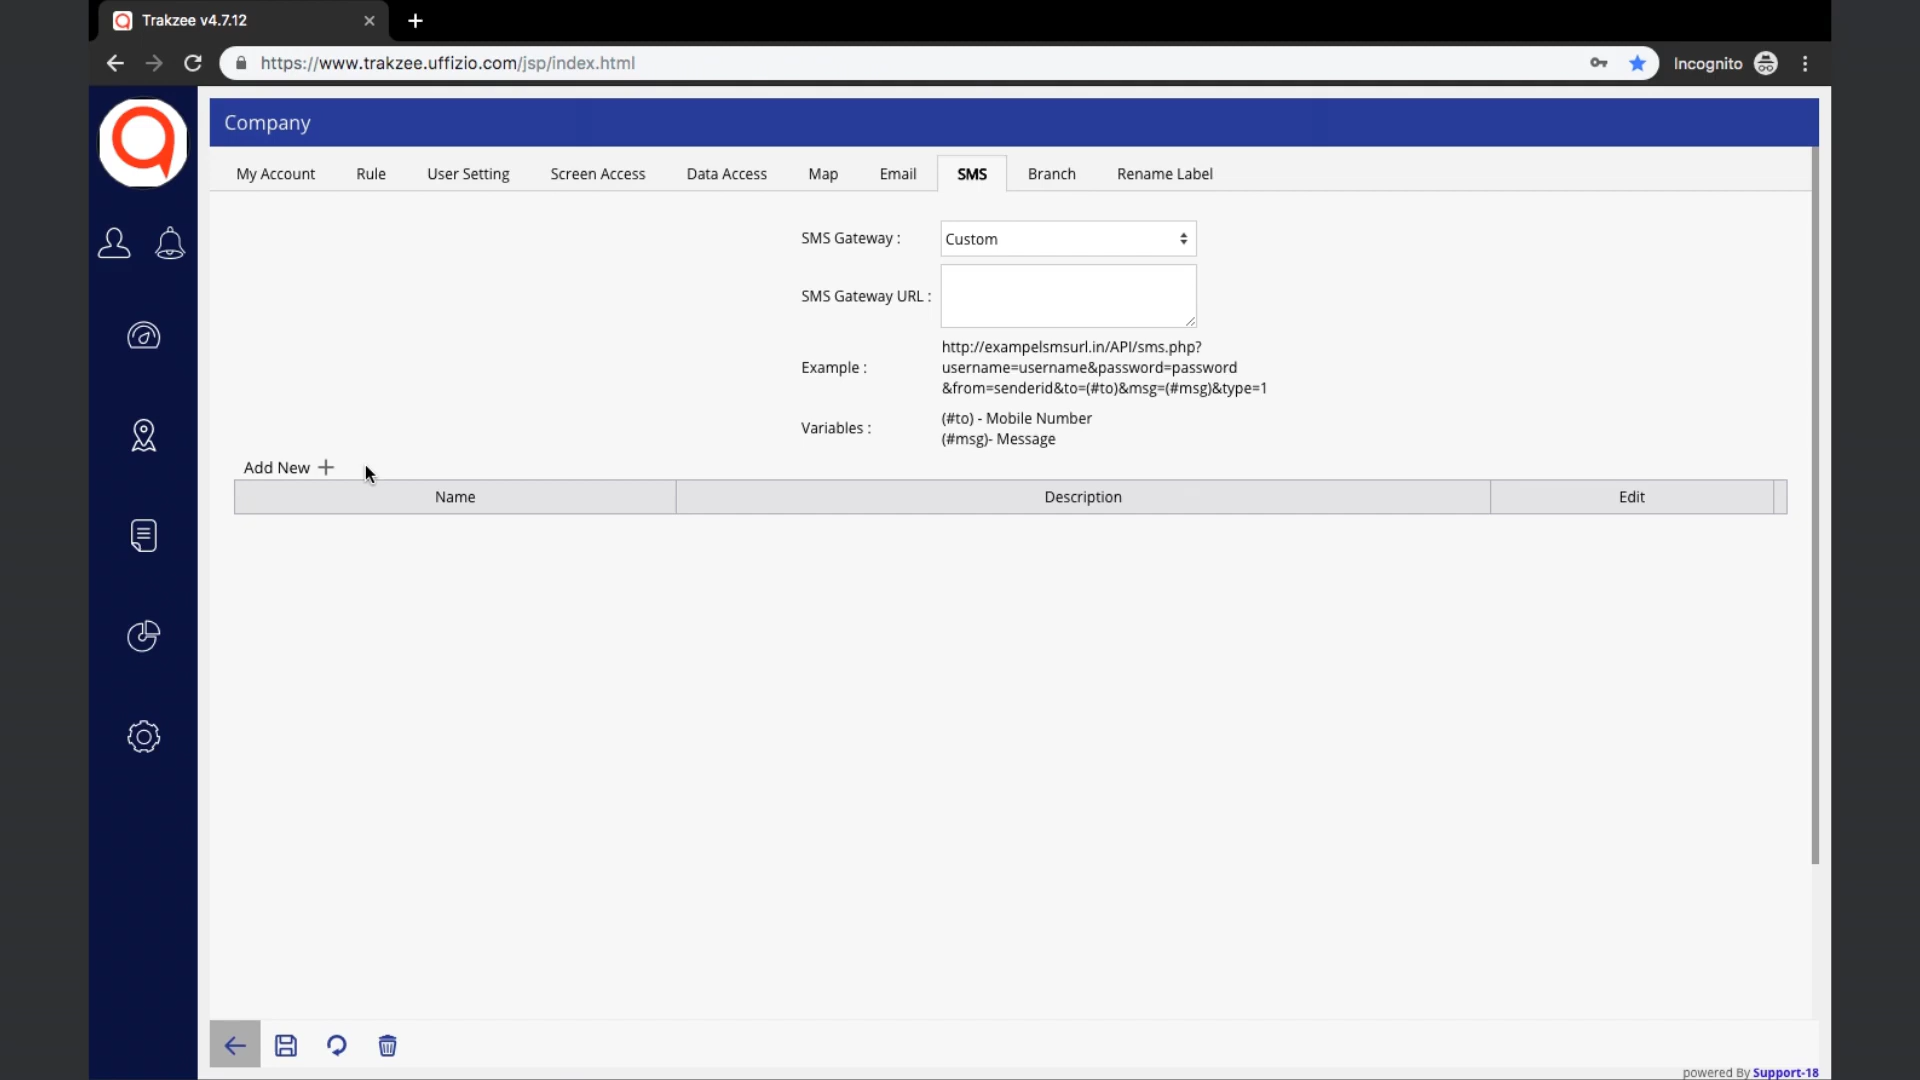 Trakzee v4.7.12
https://www.trakzee.uffizio.com/jsp/index.html
Incognito
Company
My Account Rule User Setting Screen Access Data Access Map Email SMS Branch Rename Label
SMS Gateway : Custom
SMS Gateway URL :
Example : http://exampelsmsurl.in/API/sms.php?
username=username&password=password
&from=senderid&to=(#to)&msg=(#msg)&type=1
Variables : (#to) - Mobile Number
(#msg)- Message
Add New +
Name Description Edit
powered By Support-18